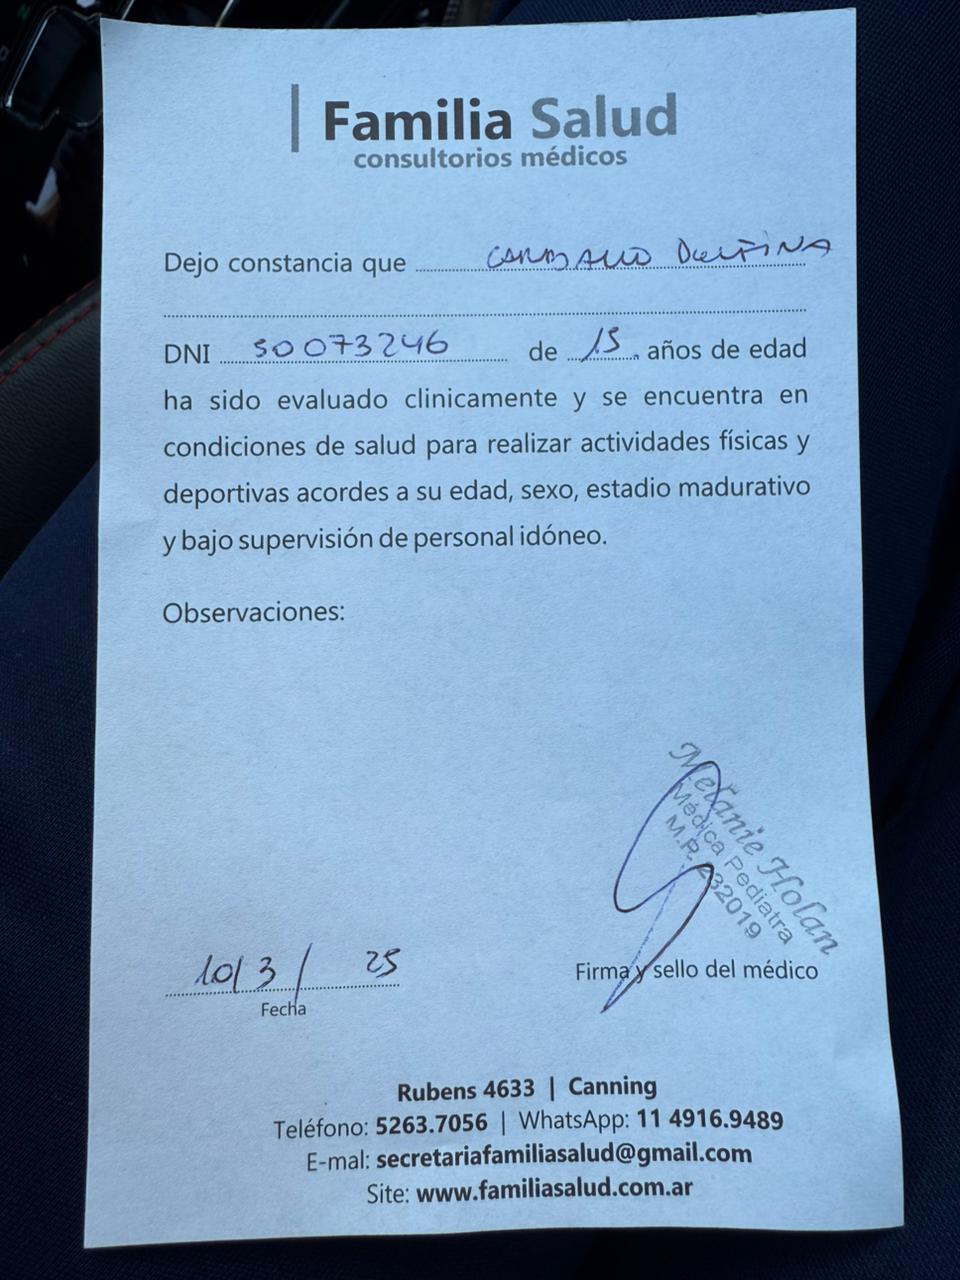 Familia Salud
consultorios médicos
Dejo constancia que CARBALLO DELFINA
DNI 50073246 de 15 años de edad
ha sido evaluado clinicamente y se encuentra en
condiciones de salud para realizar actividades físicas y
deportivas acordes a su edad, sexo, estadio madurativo
y bajo supervisión de personal idóneo.
Observaciones:
Melanie Holan
Médica Pediatra
M.P. 232019
10/3/25
Fecha
Firma y sello del médico
Rubens 4633 | Canning
Teléfono: 5263.7056 | WhatsApp: 11 4916.9489
E-mal: secretariafamiliasalud@gmail.com
Site: www.familiasalud.com.ar